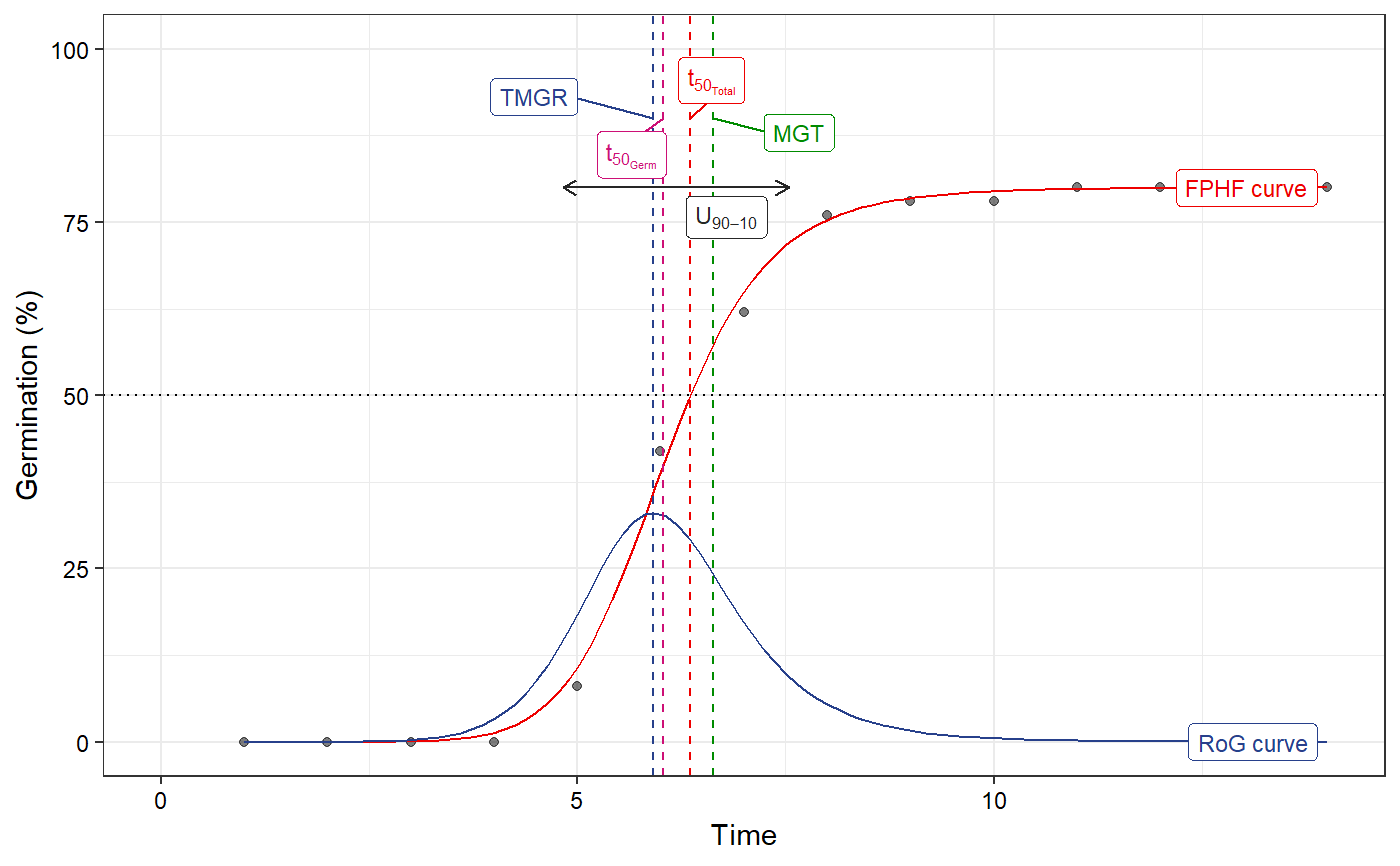 100
t50Total
TMGR
MGT
t50Germ
FPHF curve
U90–10
75
Germination (%)
50
25
RoG curve
0
0
5
10
Time